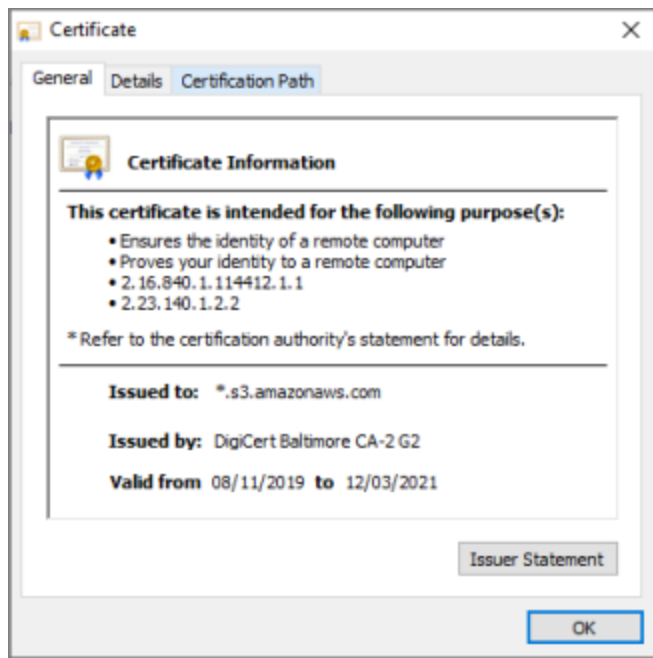 Certificate
General Details Certification Path
Certificate Information
This certificate is intended for the following purpose(s):
• Ensures the identity of a remote computer
• Proves your identity to a remote computer
• 2.16.840.1.114412.1.1
• 2.23.140.1.2.2
* Refer to the certification authority's statement for details.
Issued to: *.s3.amazonaws.com
Issued by: DigiCert Baltimore CA-2 G2
Valid from 08/11/2019 to 12/03/2021
Issuer Statement
OK